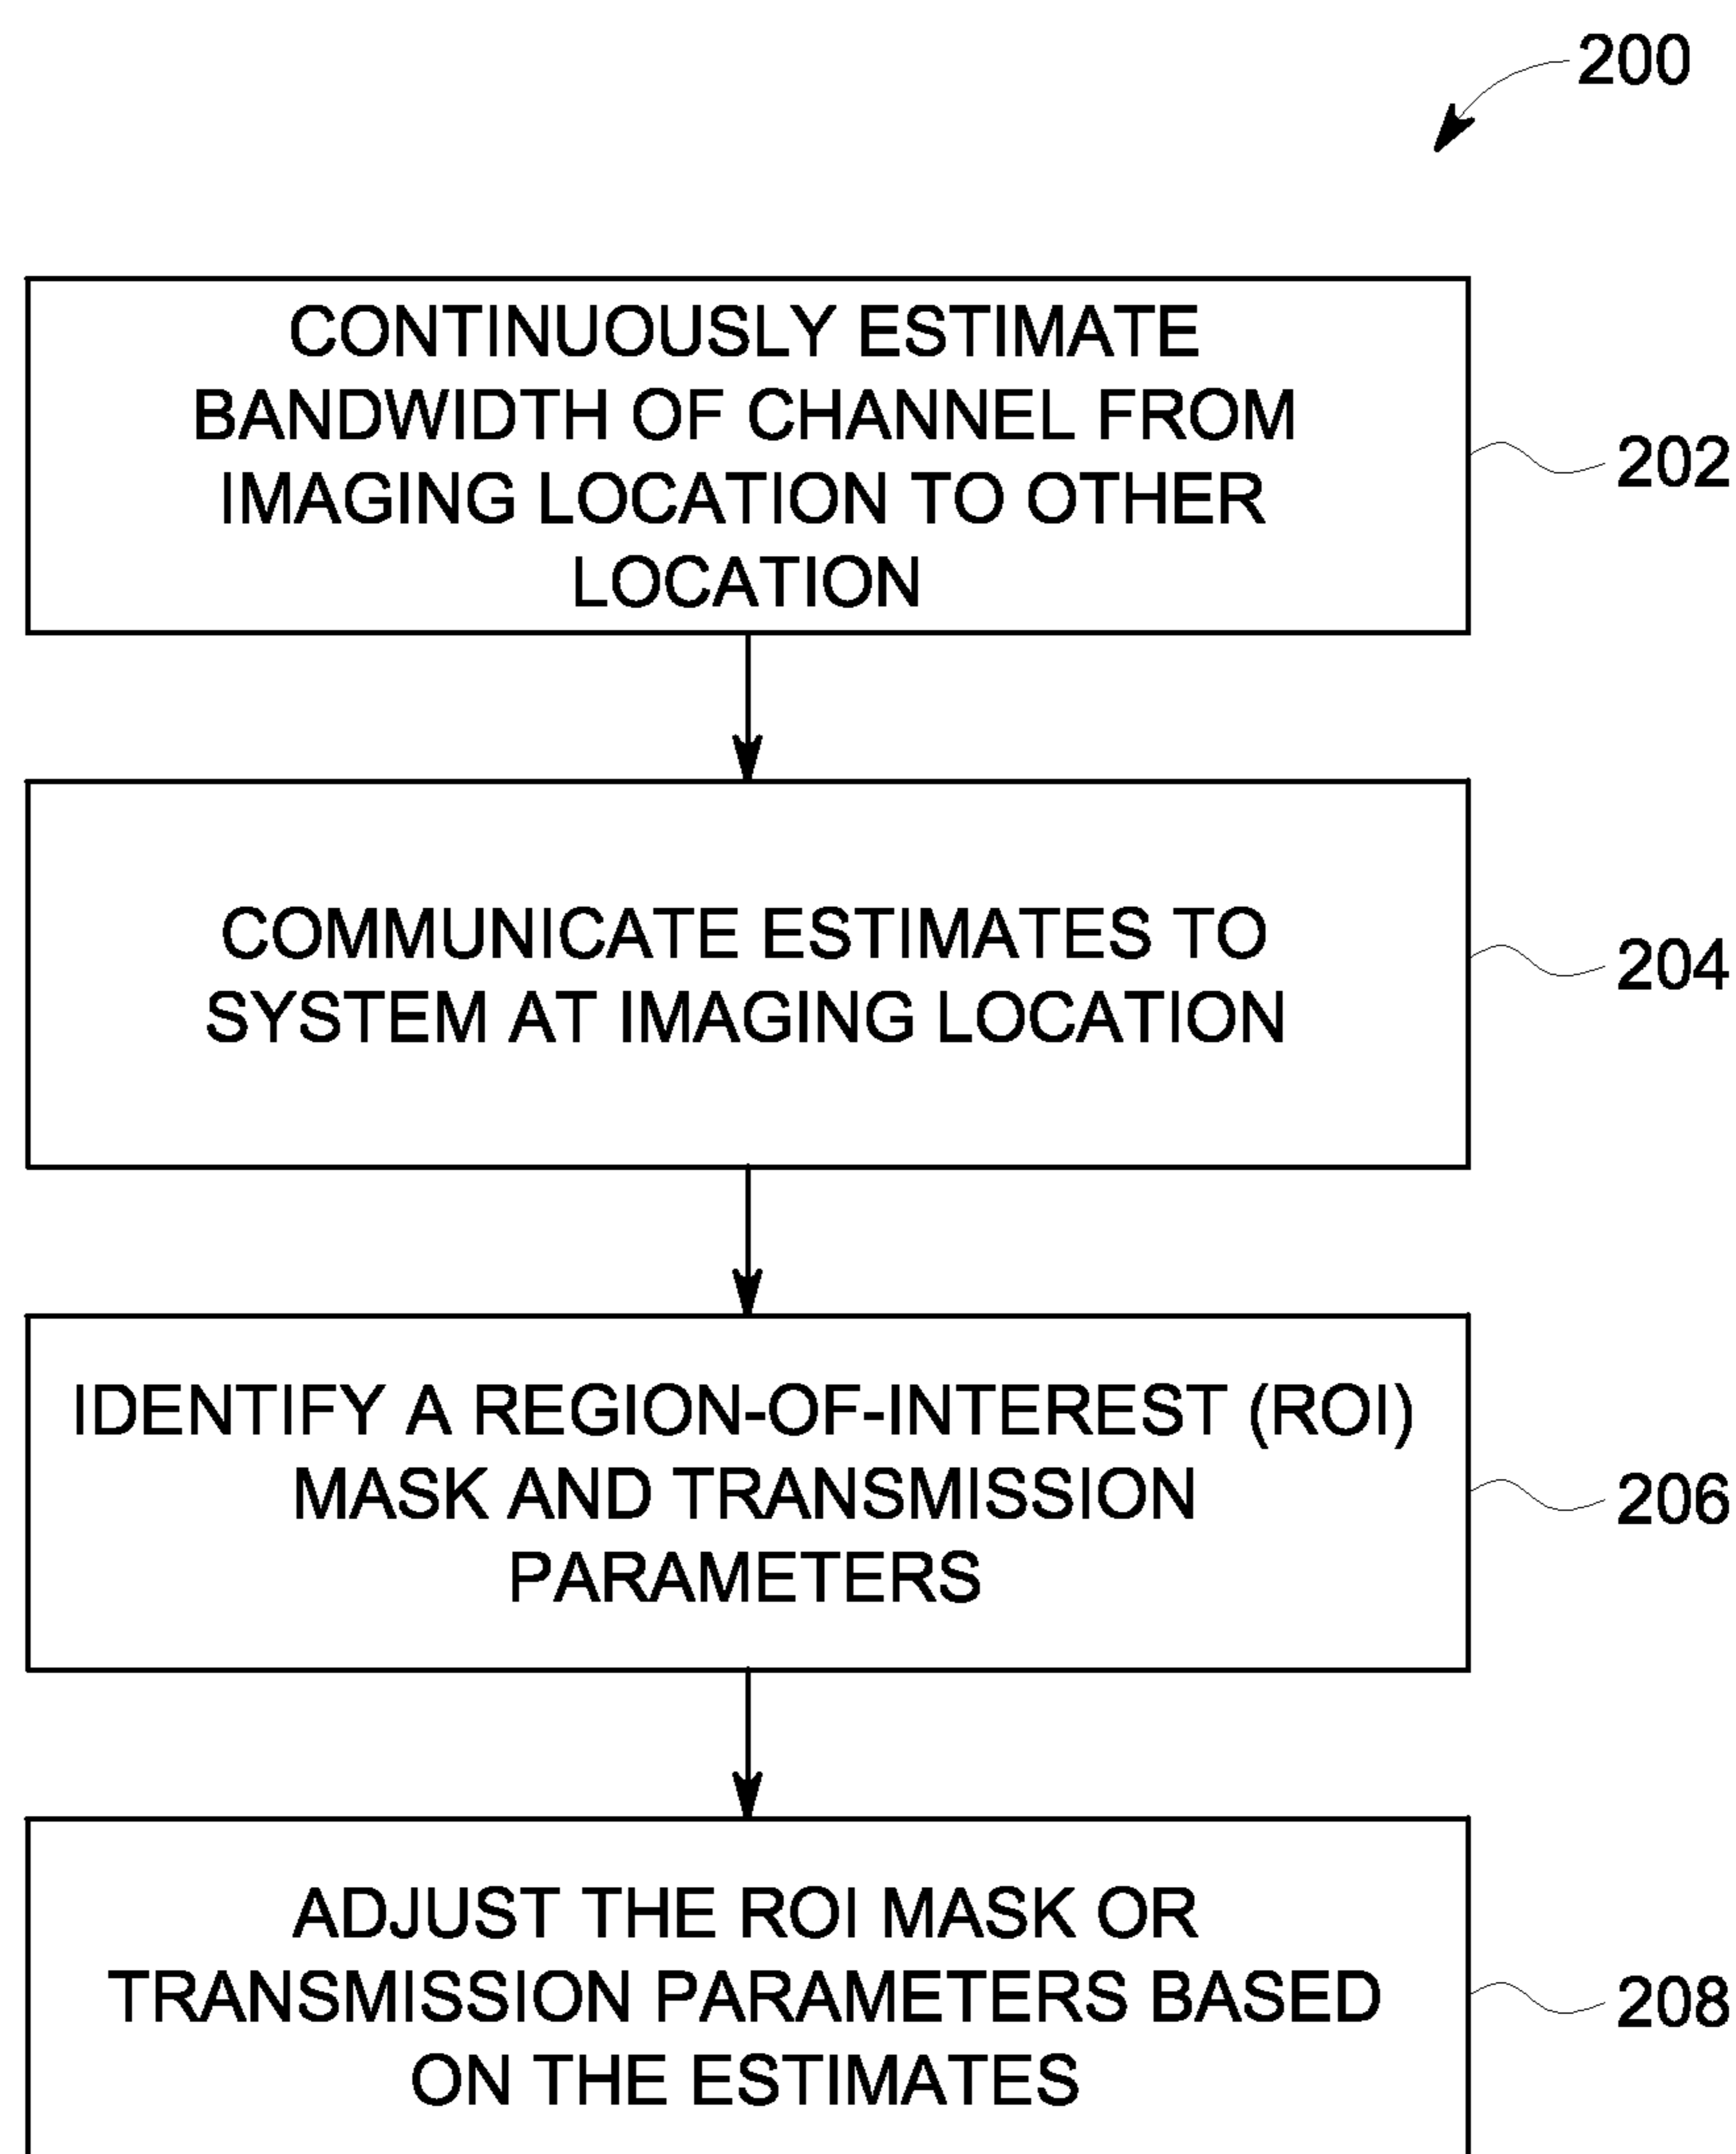 200
CONTINUOUSLY ESTIMATE
BANDWIDTH OF CHANNEL FROM
IMAGING LOCATION TO OTHER
LOCATION
202
COMMUNICATE ESTIMATES TO
SYSTEM AT IMAGING LOCATION
204
IDENTIFY A REGION-OF-INTEREST (ROI)
MASK AND TRANSMISSION
PARAMETERS
206
ADJUST THE ROI MASK OR
TRANSMISSION PARAMETERS BASED
ON THE ESTIMATES
208